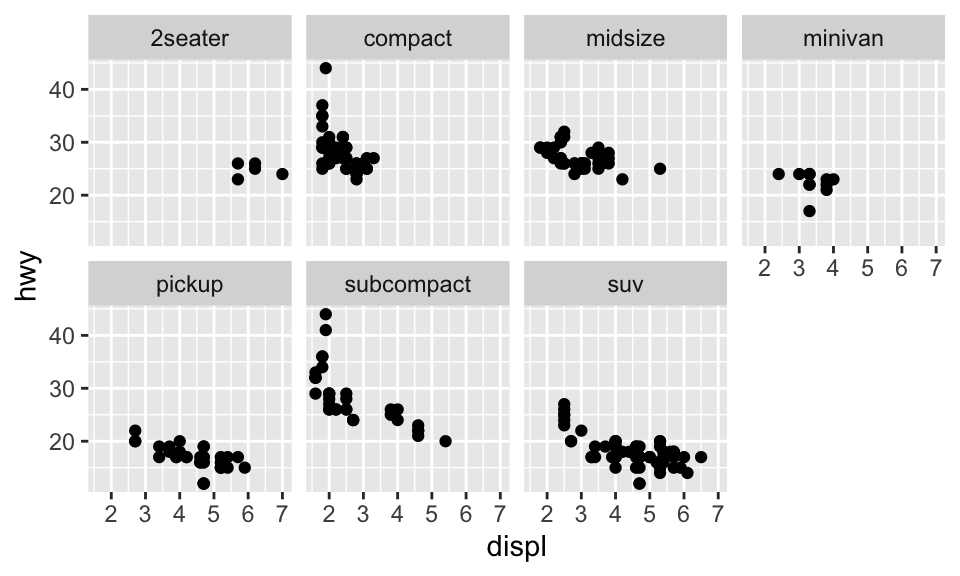 2seater compact midsize minivan
40
30
20
2 3 4 5 6 7
hwy
pickup subcompact suv
40
30
20
2 3 4 5 6 7 2 3 4 5 6 7 2 3 4 5 6 7
displ